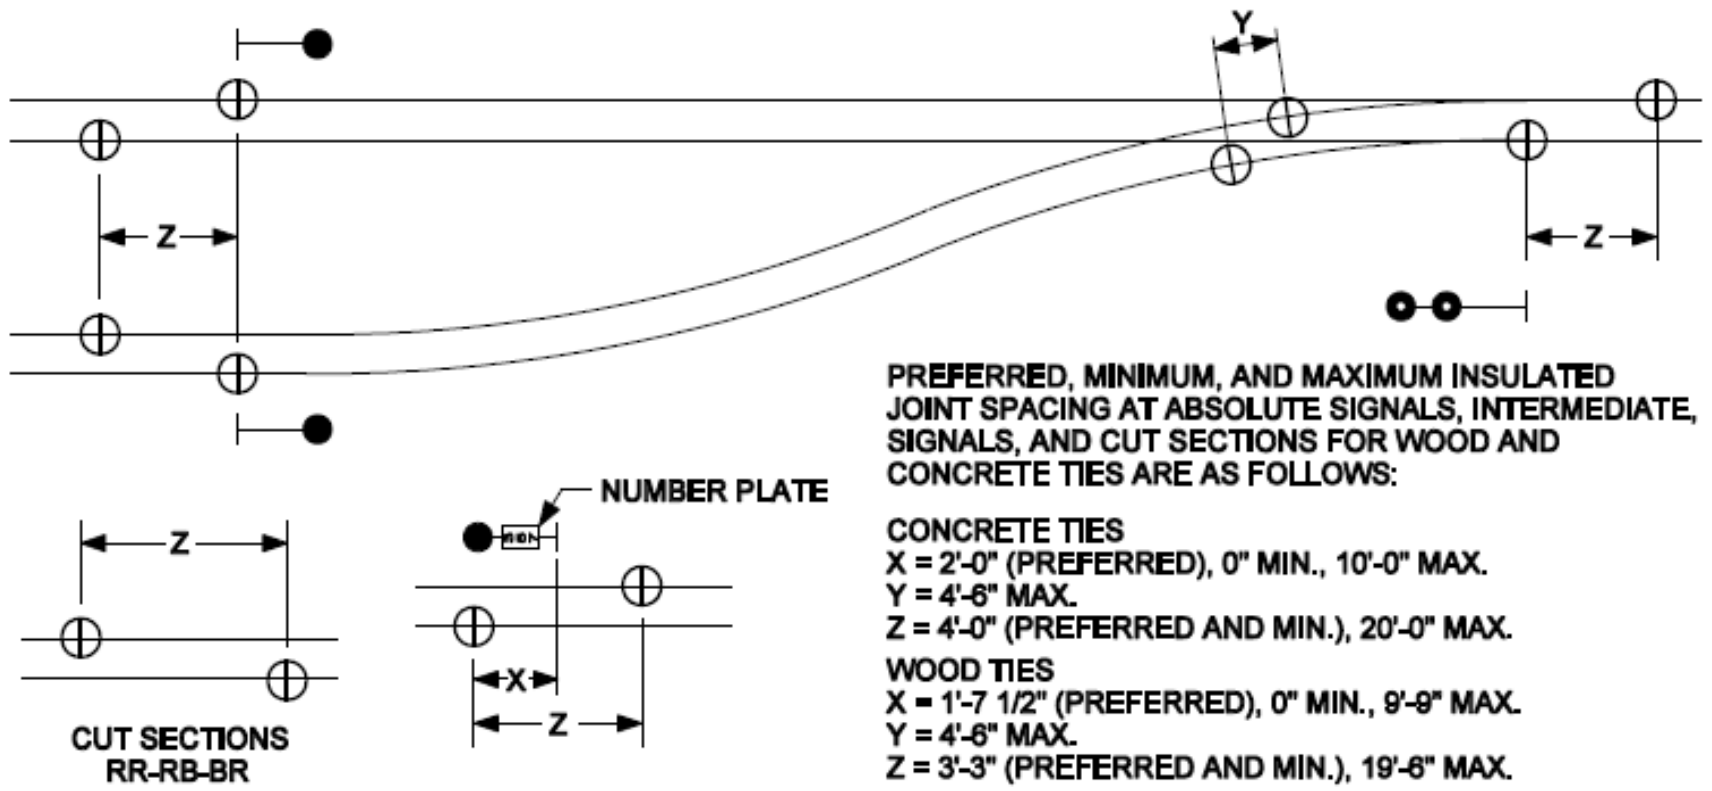 Y
Z
Z
PREFERRED, MINIMUM, AND MAXIMUM INSULATED
JOINT SPACING AT ABSOLUTE SIGNALS, INTERMEDIATE,
SIGNALS, AND CUT SECTIONS FOR WOOD AND
CONCRETE TIES ARE AS FOLLOWS:
NUMBER PLATE
Z
CONCRETE TIES
X = 2'-0" (PREFERRED), 0" MIN., 10'-0" MAX.
Y = 4'-6" MAX.
Z = 4'-0" (PREFERRED AND MIN.), 20'-0" MAX.
WOOD TIES
X = 1'-7 1/2" (PREFERRED), 0" MIN., 9'-9" MAX.
Y = 4'-6" MAX.
Z = 3'-3" (PREFERRED AND MIN.), 19'-6" MAX.
X
Z
CUT SECTIONS
RR-RB-BR